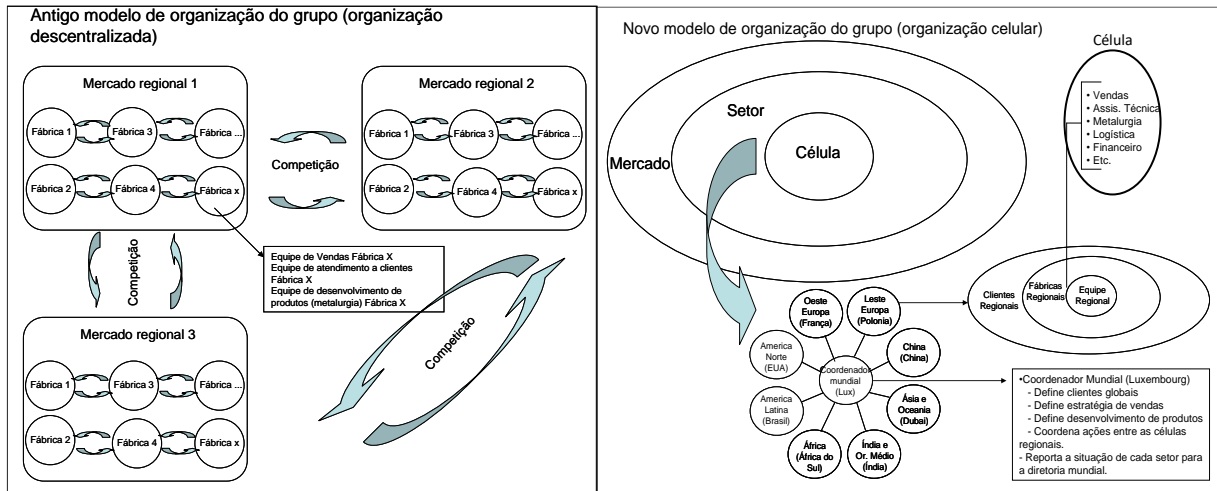 Antigo modelo de organização do grupo (organização
descentralizada)
Mercado regional 1
Fábrica 1
Fábrica 3
Fábrica ...
Fábrica 2
Fábrica 4
Fábrica x
Competição
Mercado regional 2
Fábrica 1
Fábrica 3
Fábrica ...
Fábrica 2
Fábrica 4
Fábrica x
Competição
Equipe de Vendas Fábrica X
Equipe de atendimento a clientes
Fábrica X
Equipe de desenvolvimento de
produtos (metalurgia) Fábrica X
Competição
Mercado regional 3
Fábrica 1
Fábrica 3
Fábrica ...
Fábrica 2
Fábrica 4
Fábrica x
Novo modelo de organização do grupo (organização celular)
Mercado
Setor
Célula
Célula
• Vendas
• Assis. Técnica
• Metalurgia
• Logística
• Financeiro
• Etc.
Clientes
Regionais
Fábricas
Regionais
Equipe
Regional
Oeste
Europa
(França)
Leste
Europa
(Polonia)
America
Norte
(EUA)
China
(China)
Coordenador
mundial
(Lux)
America
Latina
(Brasil)
Ásia e
Oceania
(Dubai)
África
(África do
Sul)
Índia e
Or. Médio
(Índia)
•Coordenador Mundial (Luxembourg)
- Define clientes globais
- Define estratégia de vendas
- Define desenvolvimento de produtos
- Coordena ações entre as células
regionais.
- Reporta a situação de cada setor para
a diretoria mundial.